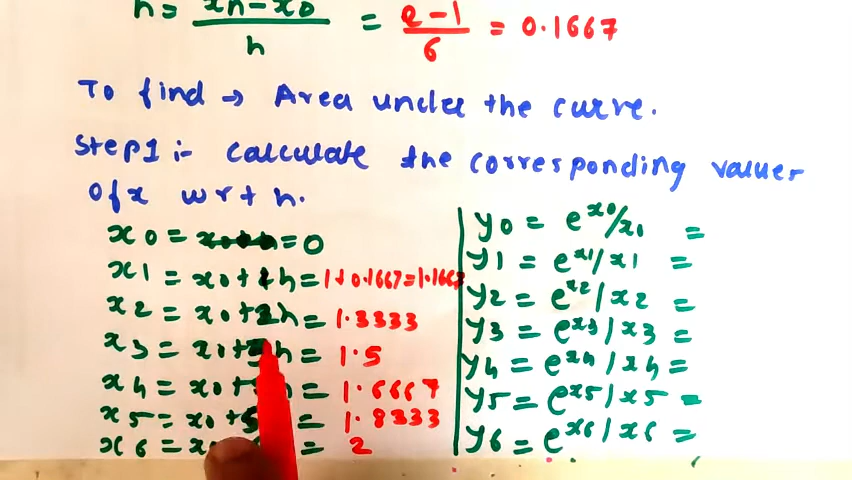 h = xn-x0 / h = e-1 / 6 = 0.1667
To find → Area under the curve.
Step1:- calculate the corresponding values
of x w r t h.
x0 = = 0
x1 = x0+1h = 1+0.1667=1.1667
x2 = x0+2h = 1.3333
x3 = x0+3h = 1.5
x4 = x0+ h = 1.6667
x5 = x0+5 = 1.8333
x6 = x0 = 2
y0 = e^x0/x0 =
y1 = e^x1/x1 =
y2 = e^x2/x2 =
y3 = e^x3/x3 =
y4 = e^x4/x4 =
y5 = e^x5/x5 =
y6 = e^x6/x6 =